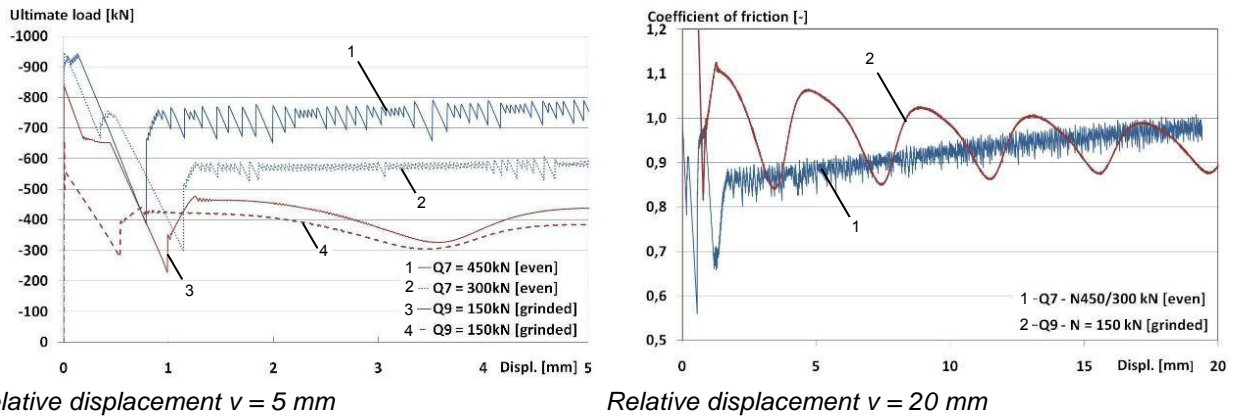 Ultimate load [kN]
-1000
-900
-800
-700
-600
-500
-400
-300
-200
-100
0
0 1 2 3 4 Displ. [mm] 5
1
2
3
4
1 Q7 = 450kN [even]
2 Q7 = 300kN [even]
3 Q9 = 150kN [grinded]
4 Q9 = 150kN [grinded]
elative displacement v = 5 mm
Coefficient of friction [-]
1,2
1,1
1,0
0,9
0,8
0,7
0,6
0,5
0 5 10 15 Displ. [mm] 20
2
1
1 -Q7 - N450/300 kN [even]
2 -Q9 - N = 150 kN [grinded]
Relative displacement v = 20 mm